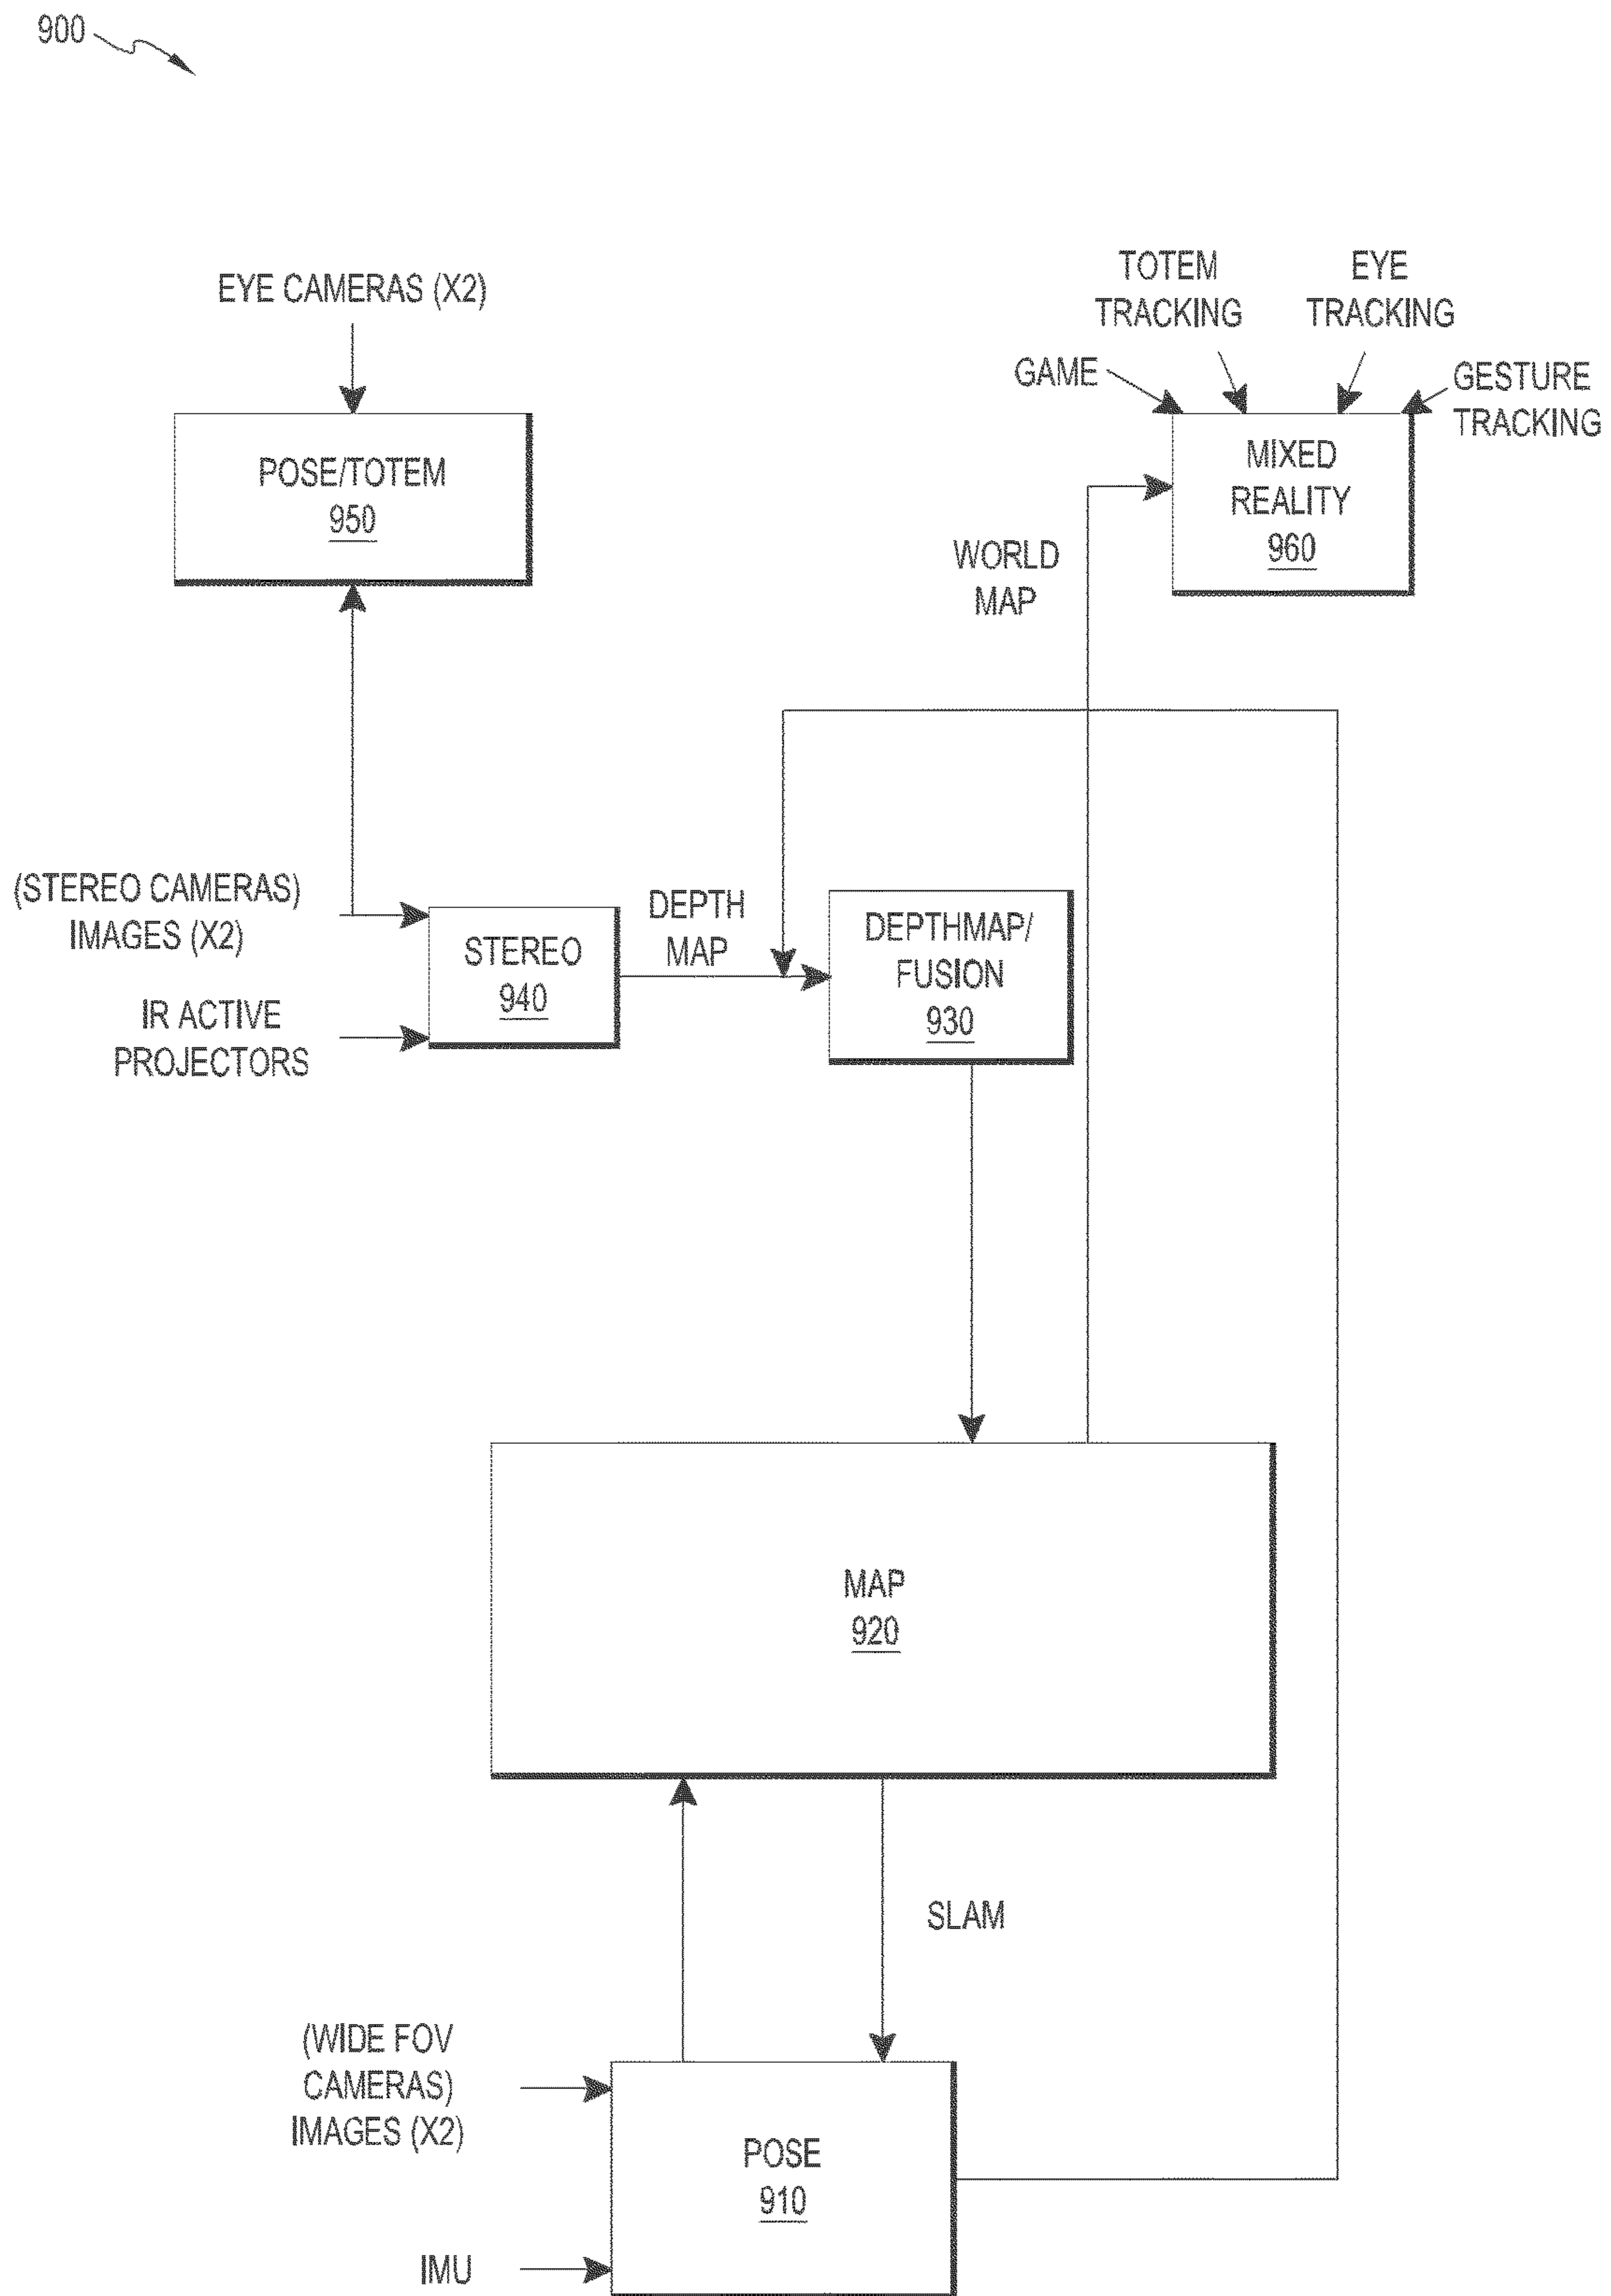 900
EYE CAMERAS (X2)
POSE/TOTEM
950
TOTEM
TRACKING
EYE
TRACKING
GAME
GESTURE
TRACKING
MIXED
REALITY
960
WORLD
MAP
(STEREO CAMERAS)
IMAGES (X2)
IR ACTIVE
PROJECTORS
STEREO
940
DEPTH
MAP
DEPTHMAP/
FUSION
930
MAP
920
SLAM
(WIDE FOV
CAMERAS)
IMAGES (X2)
IMU
POSE
910